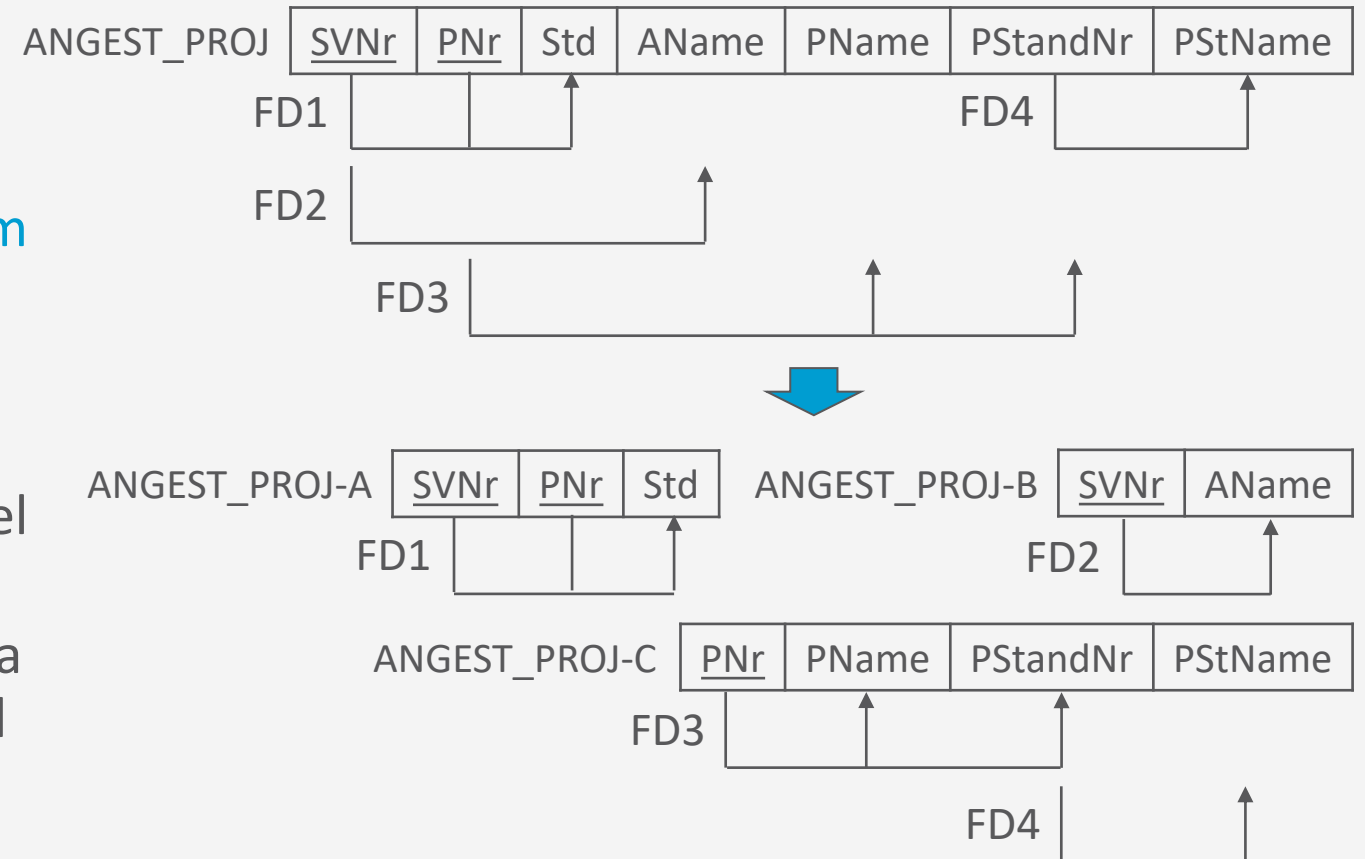 ANGEST_PROJ SVNr PNr Std AName PName PStandNr PStName
FD1 FD4
FD2
m
FD3
ANGEST_PROJ-A SVNr PNr Std ANGEST_PROJ-B SVNr AName
el
FD1 FD2
a
ANGEST_PROJ-C PNr PName PStandNr PStName
l
FD3
FD4